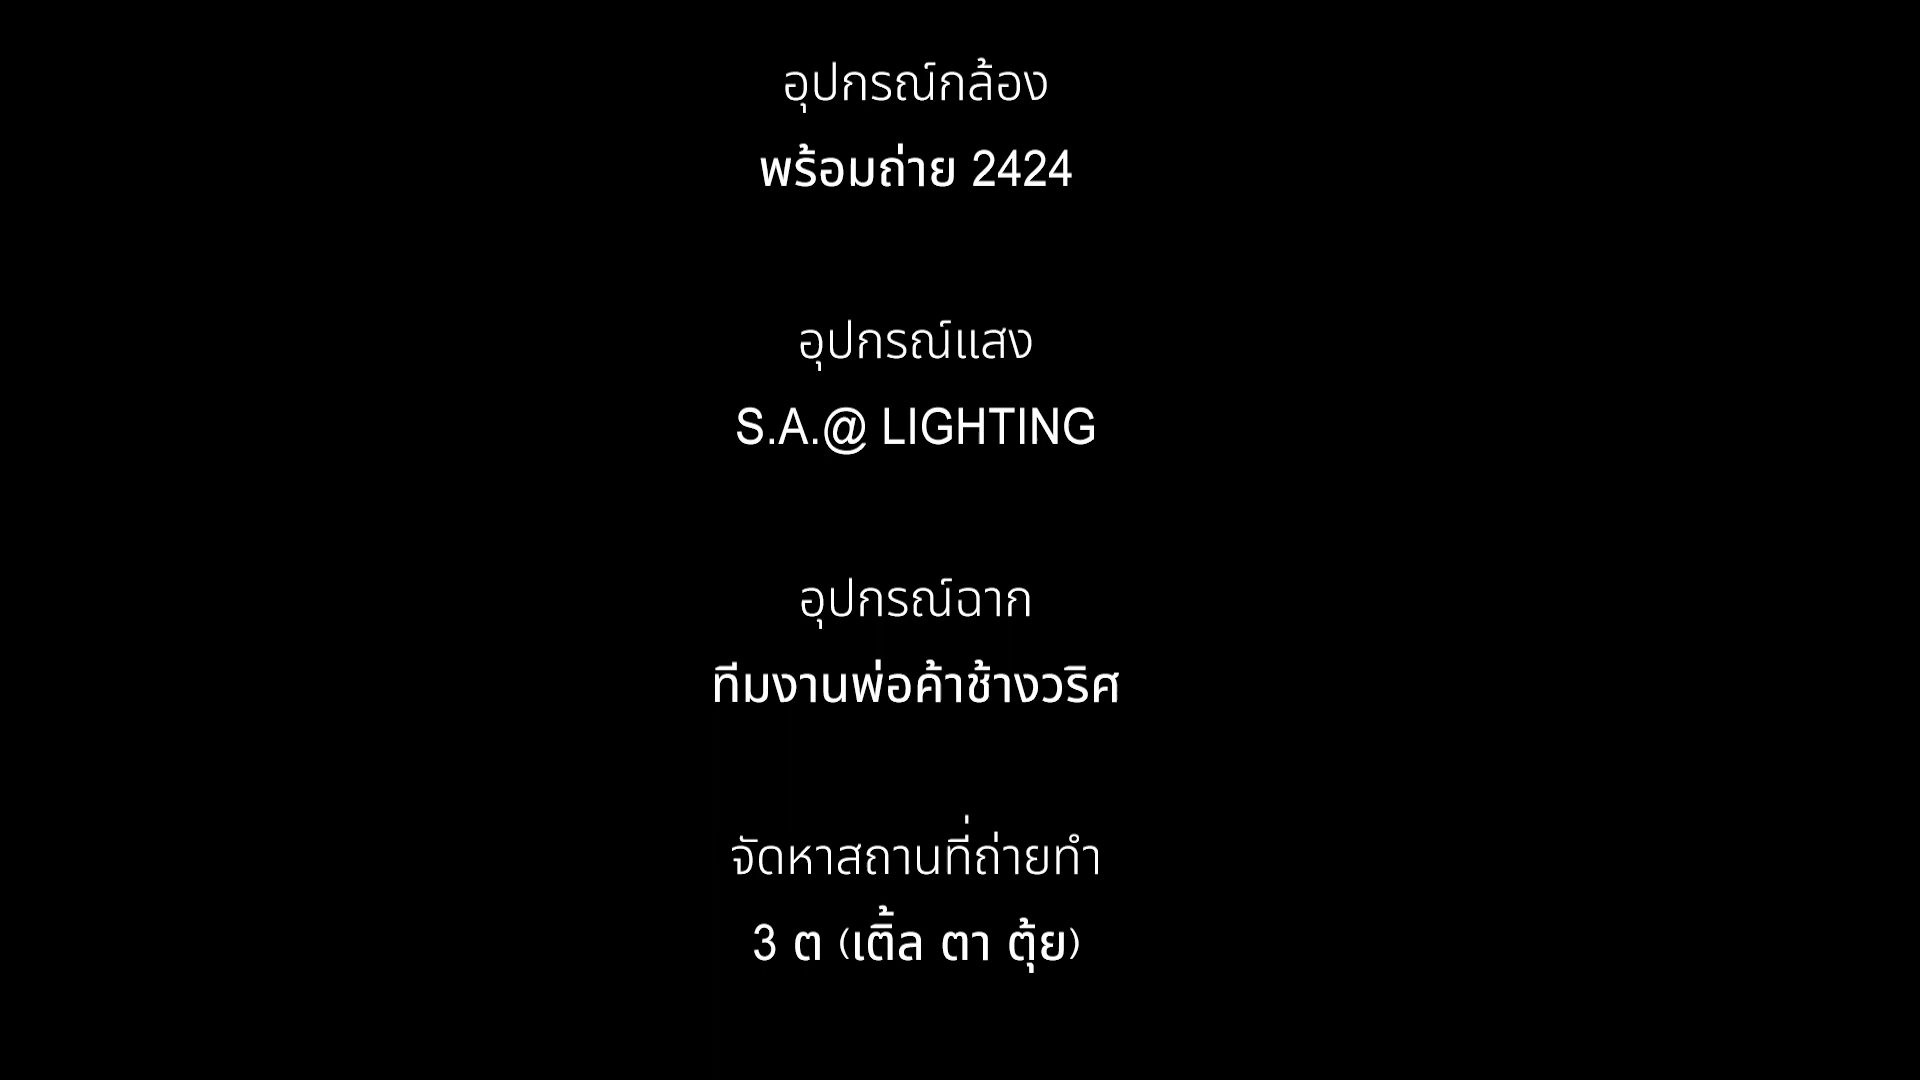 อุปกรณ์กล้อง
พร้อมถ่าย 2424
อุปกรณ์แสง
S.A.@ LIGHTING
อุปกรณ์ฉาก
ทีมงานพ่อค้าช้างวริศ
จัดหาสถานที่ถ่ายทำ
3 ต (เติ้ล ตา ตุ้ย)